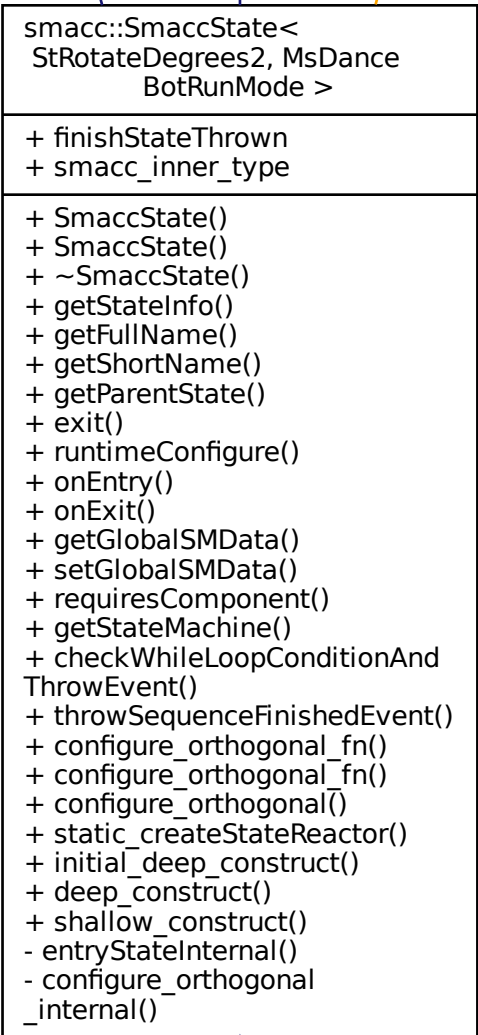 smacc::SmaccState<
StRotateDegrees2, MsDance
BotRunMode >
+ finishStateThrown
+ smacc_inner_type
+ SmaccState()
+ SmaccState()
+ ~SmaccState()
+ getStateInfo()
+ getFullName()
+ getShortName()
+ getParentState()
+ exit()
+ runtimeConfigure()
+ onEntry()
+ onExit()
+ getGlobalSMData()
+ setGlobalSMData()
+ requiresComponent()
+ getStateMachine()
+ checkWhileLoopConditionAnd
ThrowEvent()
+ throwSequenceFinishedEvent()
+ configure_orthogonal_fn()
+ configure_orthogonal_fn()
+ configure_orthogonal()
+ static_createStateReactor()
+ initial_deep_construct()
+ deep_construct()
+ shallow_construct()
- entryStateInternal()
- configure_orthogonal
_internal()